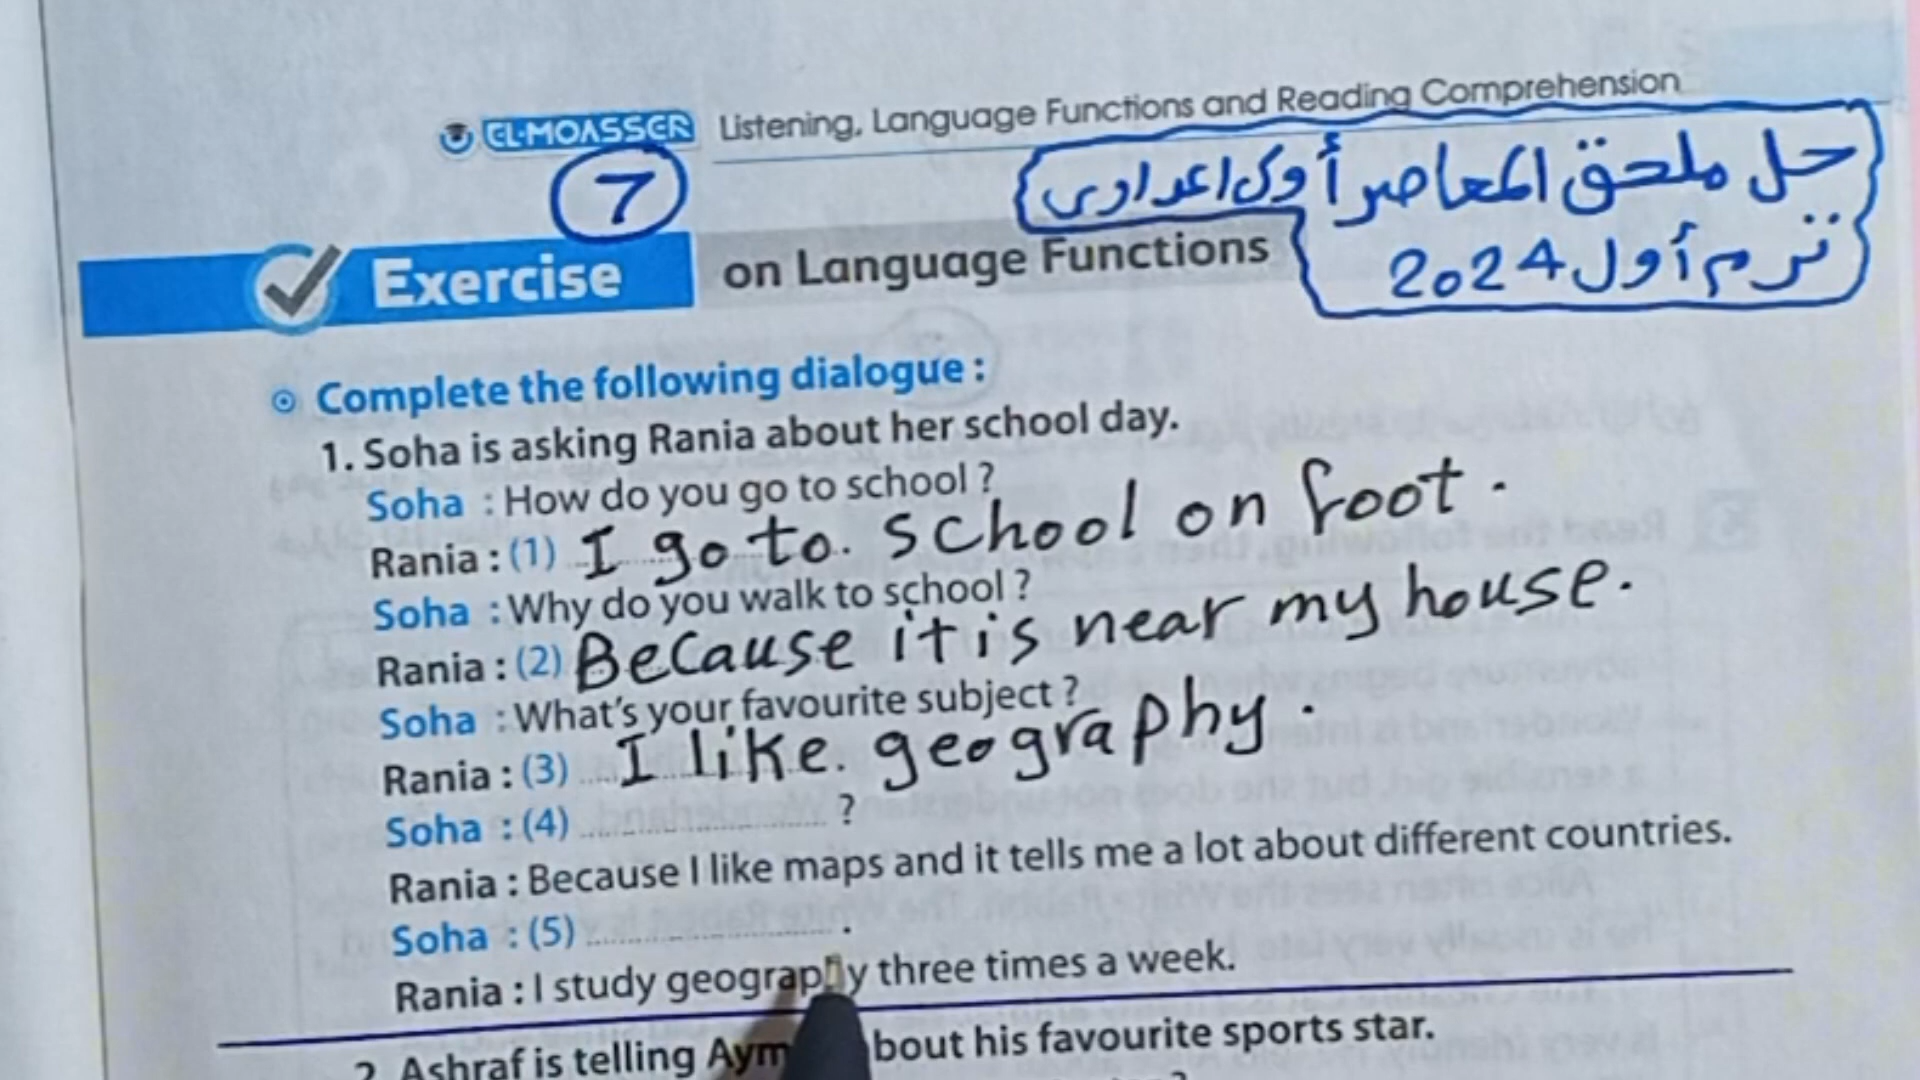 EL-MOASSER Listening, Language Functions and Reading Comprehension
حل ملحق المعاصر أولى اعدادى
ترم أول 2024
7
Exercise on Language Functions
Complete the following dialogue :
1. Soha is asking Rania about her school day.
Soha : How do you go to school ?
Rania : (1) I go to. school on foot.
Soha : Why do you walk to school ?
Rania : (2) Because it is near my house.
Soha : What's your favourite subject ?
Rania : (3) I like. geography.
Soha : (4) .................... ?
Rania : Because I like maps and it tells me a lot about different countries.
Soha : (5) .................... .
Rania : I study geography three times a week.
2. Ashraf is telling bout his favourite sports star.